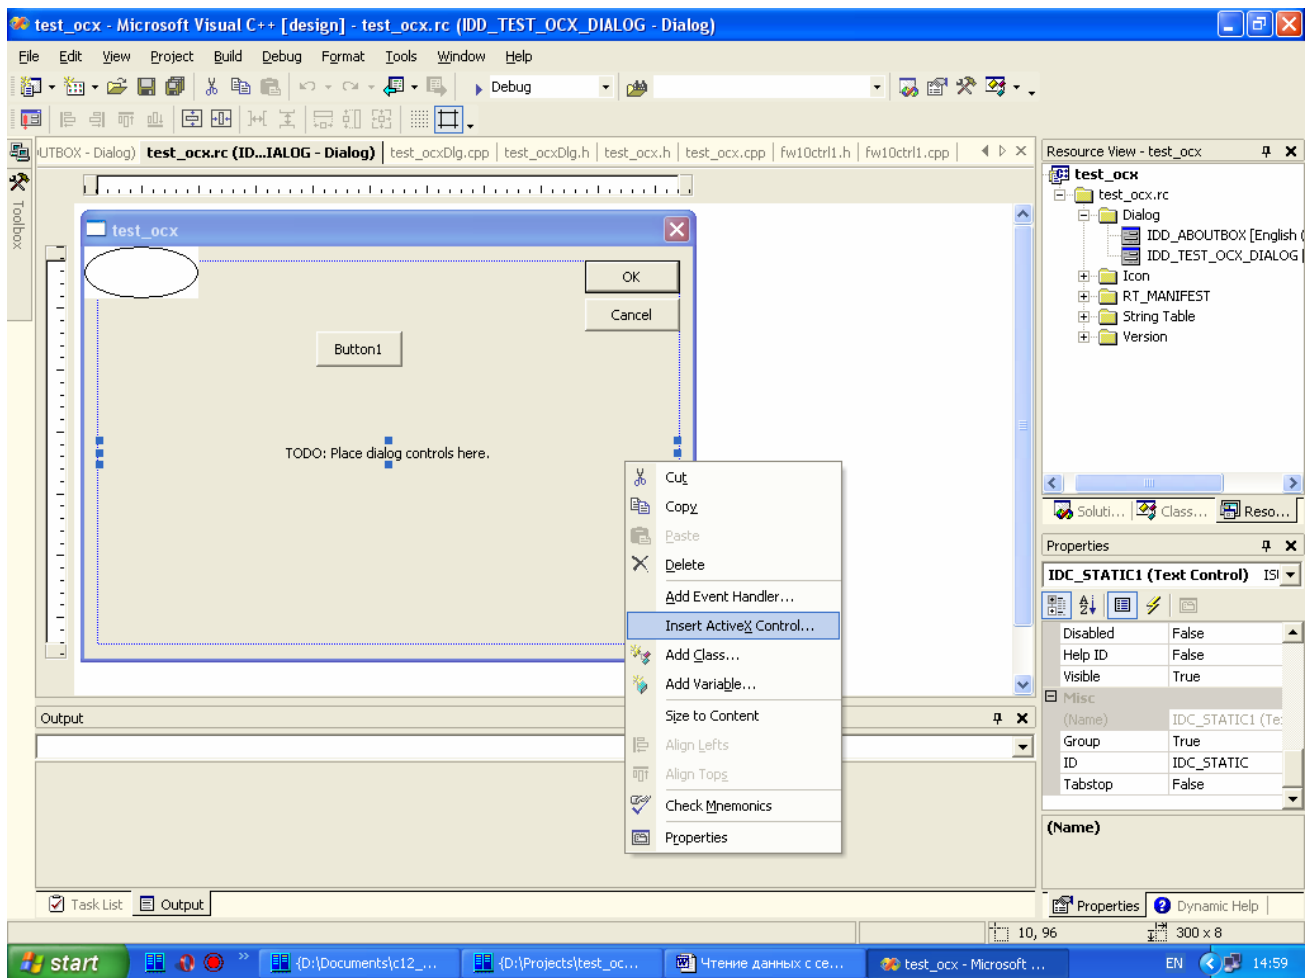 test_ocx - Microsoft Visual C++ [design] - test_ocx.rc (IDD_TEST_OCX_DIALOG - Dialog)
File Edit View Project Build Debug Format Tools Window Help
Debug
OUTBOX - Dialog) test_ocx.rc (ID...IALOG - Dialog) test_ocxDlg.cpp test_ocxDlg.h test_ocx.h test_ocx.cpp fw10ctrl1.h fw10ctrl1.cpp
Toolbox
test_ocx
OK
Cancel
Button1
TODO: Place dialog controls here.
Cut
Copy
Paste
Delete
Add Event Handler...
Insert ActiveX Control...
Add Class...
Add Variable...
Size to Content
Align Lefts
Align Tops
Check Mnemonics
Properties
Output
Task List Output
Resource View - test_ocx
test_ocx
test_ocx.rc
Dialog
IDD_ABOUTBOX [English (
IDD_TEST_OCX_DIALOG [
Icon
RT_MANIFEST
String Table
Version
Soluti... Class... Reso...
Properties
IDC_STATIC1 (Text Control) ISt
Disabled False
Help ID False
Visible True
Misc
(Name) IDC_STATIC1 (Te:
Group True
ID IDC_STATIC
Tabstop False
(Name)
Properties Dynamic Help
10, 96 300 x 8
start {D:\Documents\c12_... {D:\Projects\test_oc... Чтение данных с се... test_ocx - Microsoft ... EN 14:59